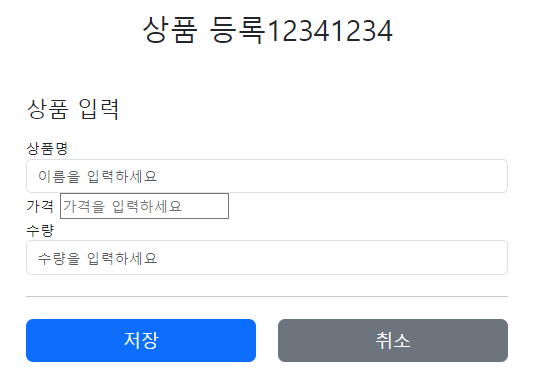 상품 등록12341234
상품 입력
상품명
이름을 입력하세요
가격 가격을 입력하세요
수량
수량을 입력하세요
저장 취소